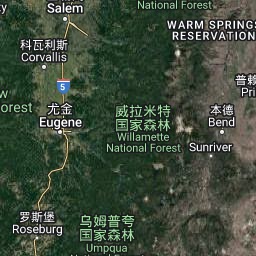 Salem
National Forest
WARM SPRINGS
RESERVATION
科瓦利斯
Corvallis
5
尤金
Eugene
威拉米特
国家森林
Willamette
National Forest
本德
Bend
Sunriver
罗斯堡
Roseburg
乌姆普夸
国家森林
Umpqua